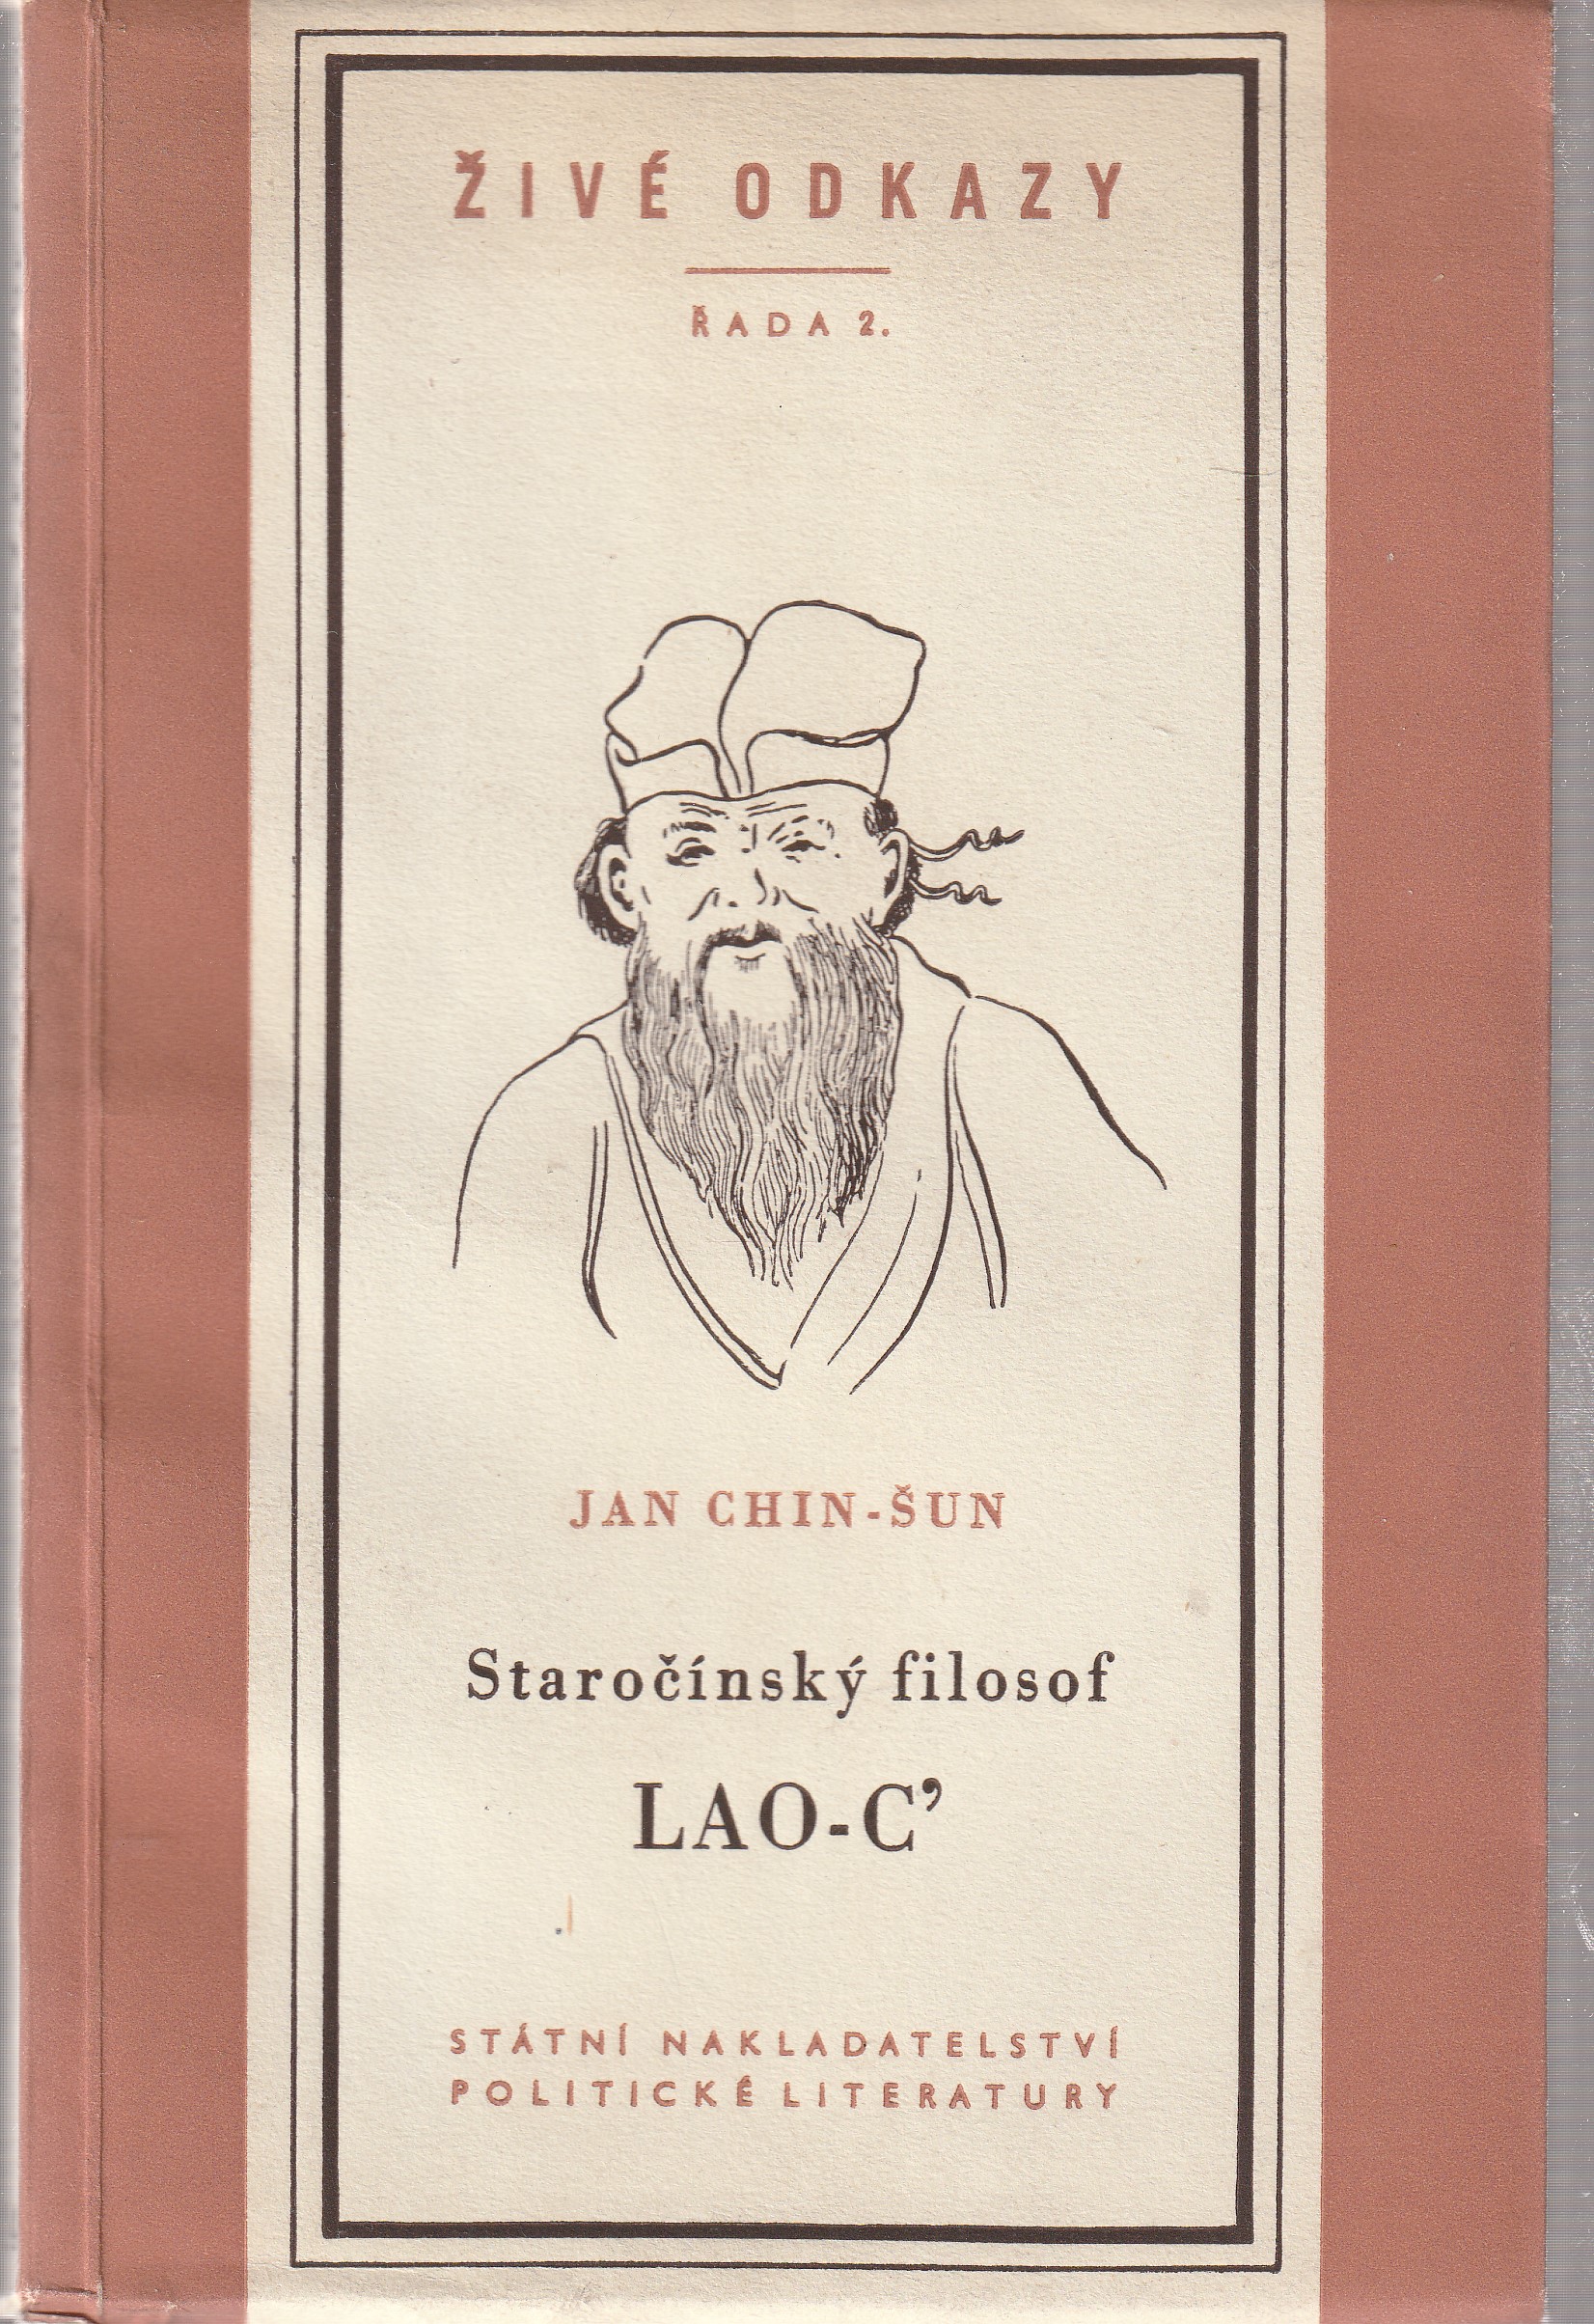 ŽIVÉ ODKAZY
ŘADA 2.
JAN CHIN-ŠUN
Staročínský filosof
LAO-C’
STÁTNÍ NAKLADATELSTVÍ
POLITICKÉ LITERATURY